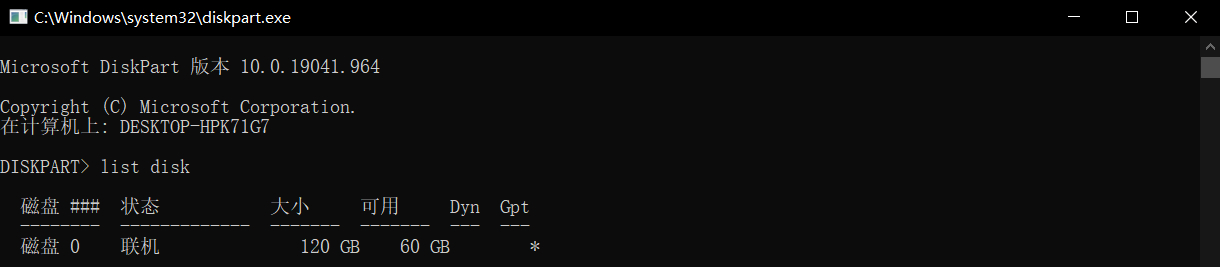 C:\Windows\system32\diskpart.exe
Microsoft DiskPart 版本 10.0.19041.964
Copyright (C) Microsoft Corporation.
在计算机上: DESKTOP-HPK71G7
DISKPART> list disk
磁盘 ###  状态           大小     可用     Dyn  Gpt
--------  -------------  -------  -------  ---  ---
磁盘 0    联机              120 GB    60 GB        *